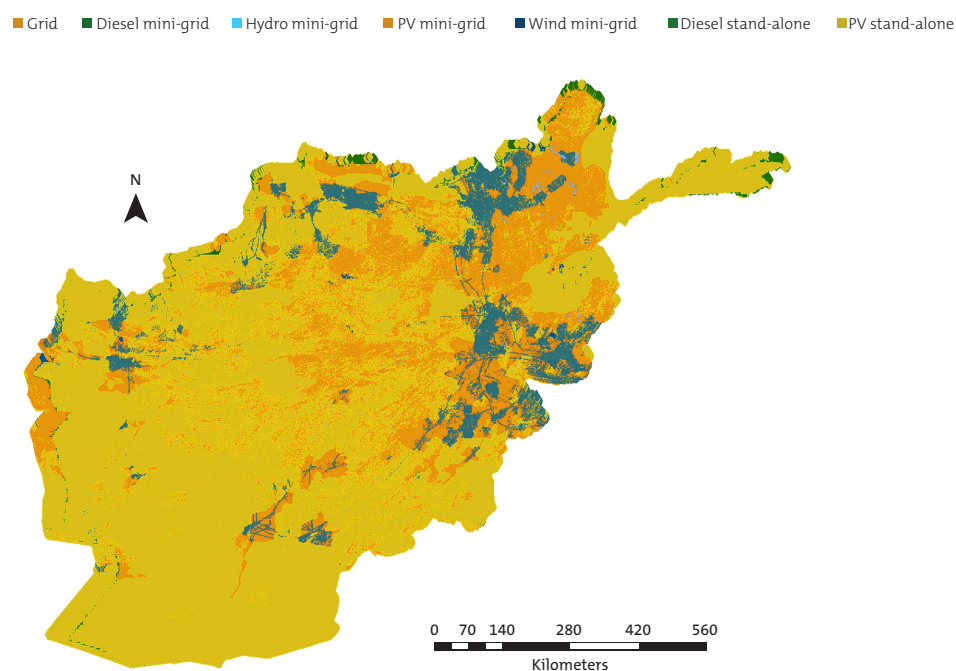 Grid Diesel mini-grid Hydro mini-grid PV mini-grid Wind mini-grid Diesel stand-alone PV stand-alone
N
0 70 140 280 420 560
Kilometers